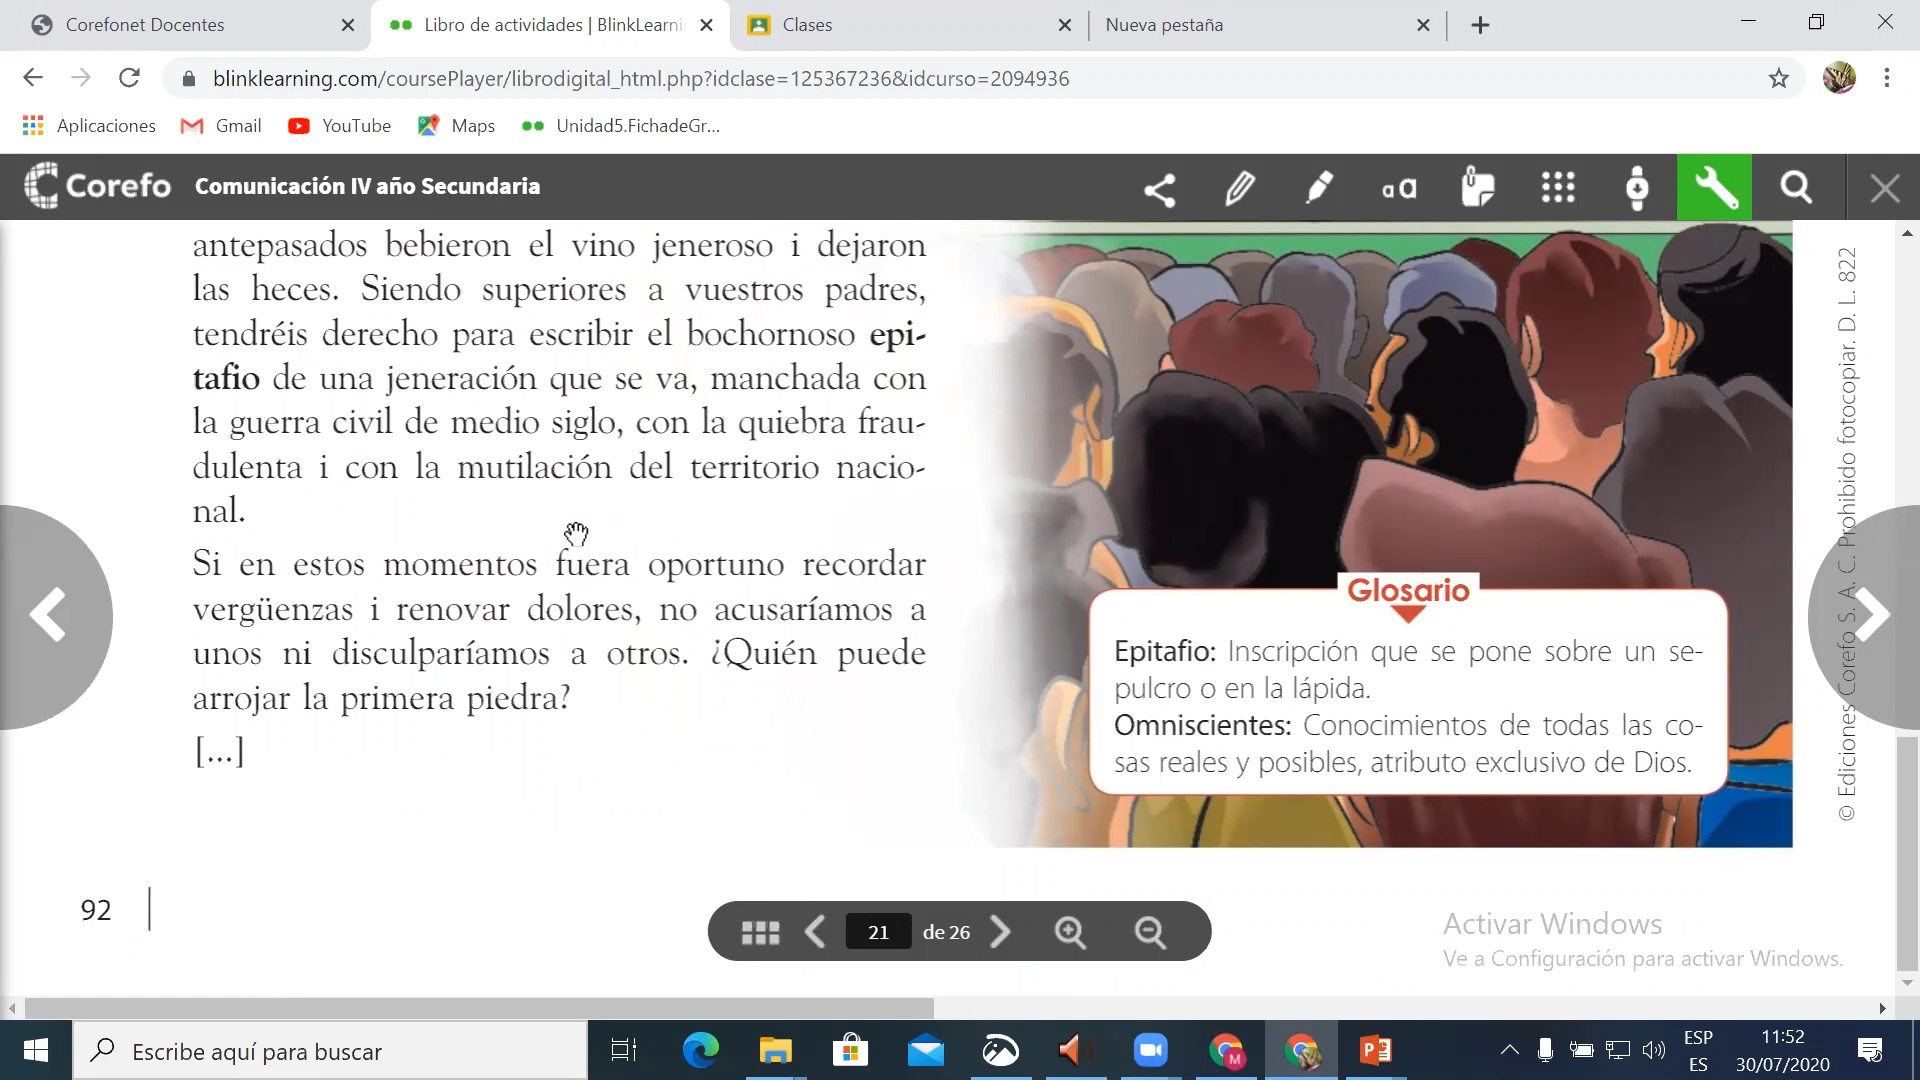 Corefonet Docentes
Libro de actividades | BlinkLearni
Clases
Nueva pestaña
blinklearning.com/coursePlayer/librodigital_html.php?idclase=125367236&idcurso=2094936
Aplicaciones
Gmail
YouTube
Maps
Unidad5.FichadeGr...
Corefo
Comunicación IV año Secundaria
a a
antepasados bebieron el vino jeneroso i dejaron
las heces. Siendo superiores a vuestros padres,
tendréis derecho para escribir el bochornoso epi-
tafio de una jeneración que se va, manchada con
la guerra civil de medio siglo, con la quiebra frau-
dulenta i con la mutilación del territorio nacio-
nal.
Si en estos momentos fuera oportuno recordar
vergüenzas i renovar dolores, no acusaríamos a
unos ni disculparíamos a otros. ¿Quién puede
arrojar la primera piedra?
[...]
Glosario
Epitafio: Inscripción que se pone sobre un se-
pulcro o en la lápida.
Omniscientes: Conocimientos de todas las co-
sas reales y posibles, atributo exclusivo de Dios.
© Ediciones Corefo S. A. C. Prohibido fotocopiar. D. L. 822
92
21 de 26
Activar Windows
Ve a Configuración para activar Windows.
Escribe aquí para buscar
M
ESP
ES
11:52
30/07/2020